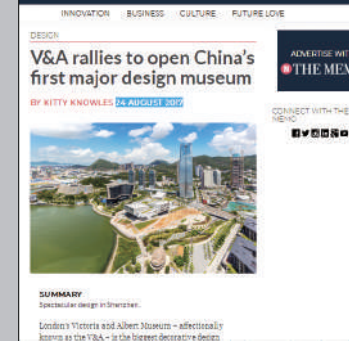 INNOVATION BUSINESS CULTURE FUTURE LOVE
DESIGN
V&A rallies to open China's
first major design museum
BY KITTY KNOWLES 24 AUGUST 2017
ADVERTISE WIT
THE MEM
CONNECT WITH THE
MEMO
SUMMARY
Spectacular design in Shenzhen.
London's Victoria and Albert Museum – affectionally
known as the V&A – is the biggest decorative design